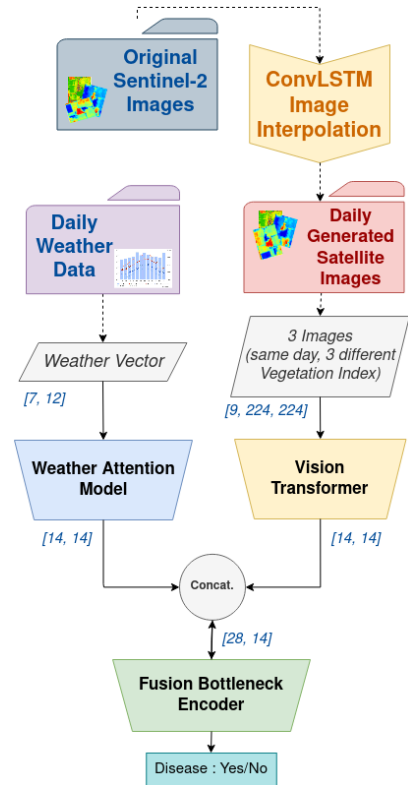 Original
Sentinel-2
Images
ConvLSTM
Image
Interpolation
Daily
Weather
Data
Daily
Generated
Satellite
Images
Weather Vector
3 Images
(same day, 3 different
Vegetation Index)
[7, 12]
[9, 224, 224]
Weather Attention
Model
Vision
Transformer
[14, 14]
[14, 14]
Concat.
[28, 14]
Fusion Bottleneck
Encoder
Disease : Yes/No